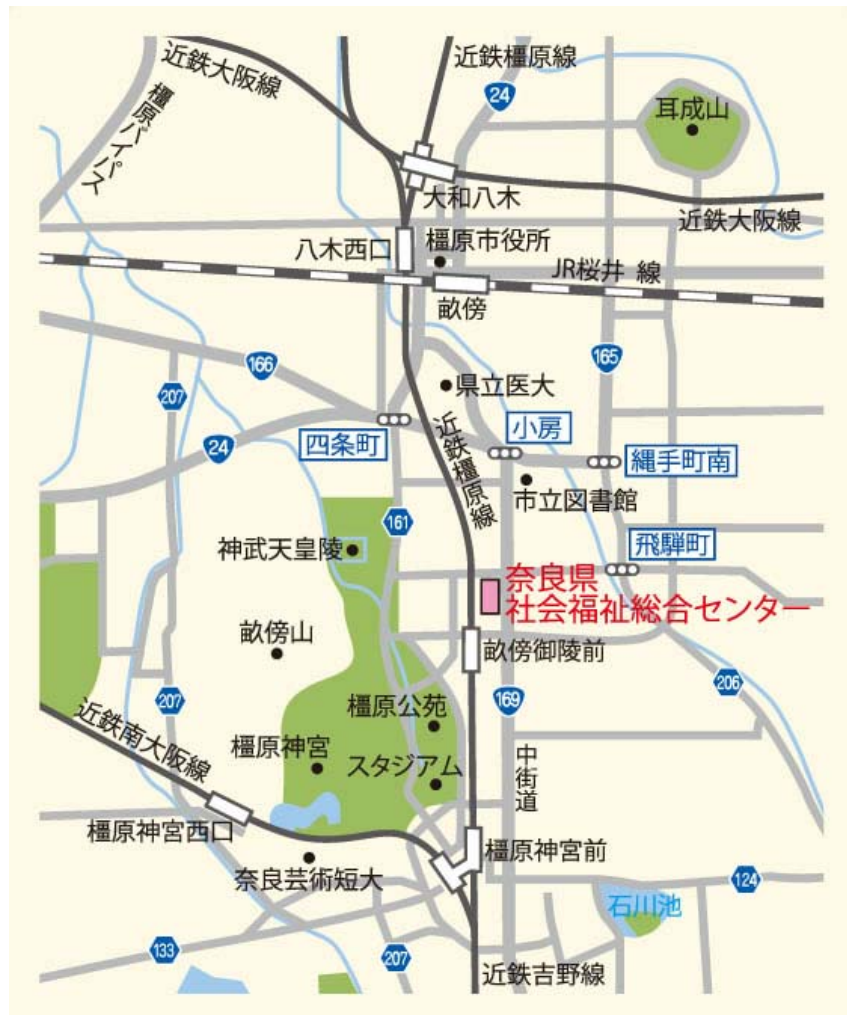 近鉄大阪線
近鉄橿原線
橿原バイパス
24
耳成山
大和八木
近鉄大阪線
八木西口
橿原市役所
JR桜井線
畝傍
166
165
207
県立医大
24
四条町
小房
近鉄橿原線
縄手町南
市立図書館
161
神武天皇陵
飛騨町
奈良県
社会福祉総合センター
畝傍山
畝傍御陵前
206
207
169
近鉄南大阪線
橿原公苑
橿原神宮
スタジアム
中街道
橿原神宮西口
橿原神宮前
奈良芸術短大
124
石川池
133
207
近鉄吉野線